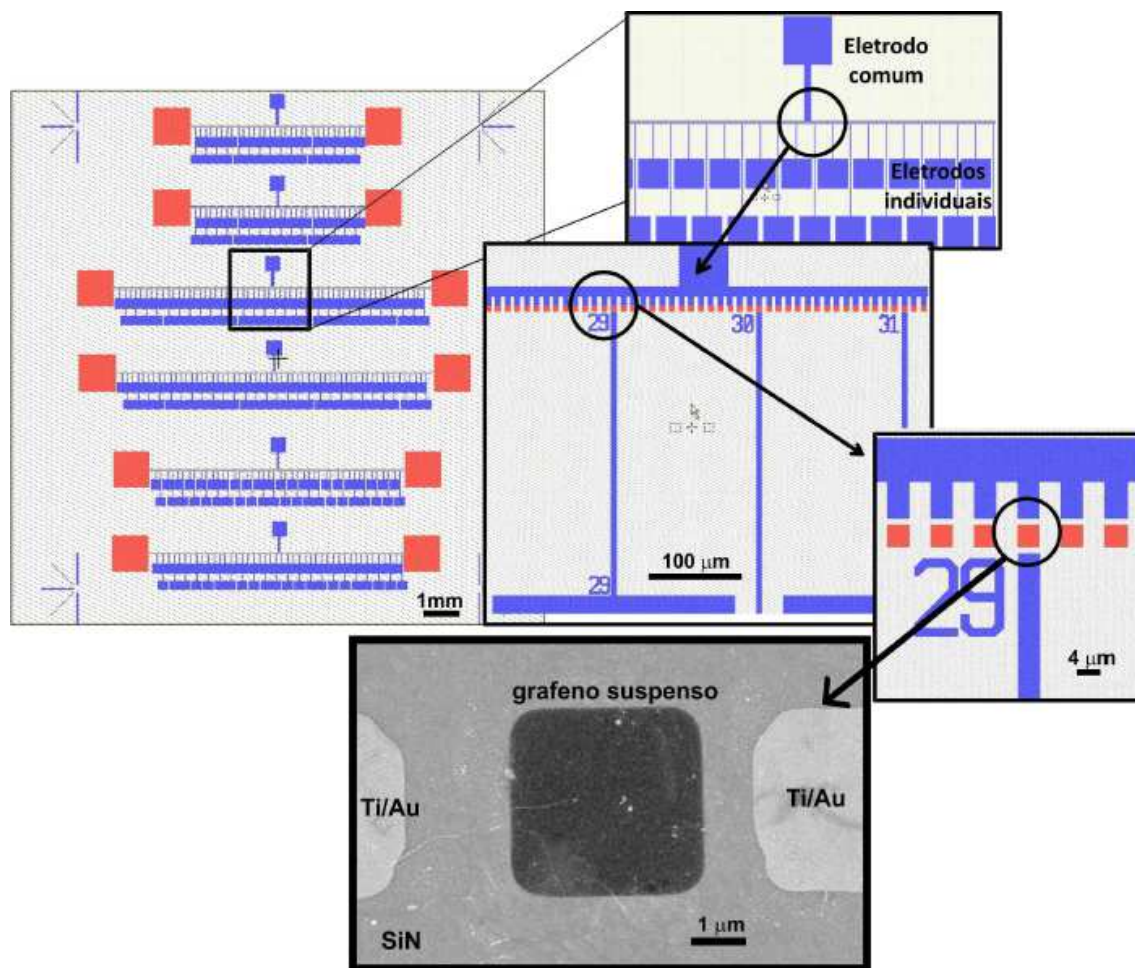 Eletrodo
comum
Eletrodos
individuais
29
30
31
100 μm
29
1mm
29
4 μm
grafeno suspenso
Ti/Au
Ti/Au
1 μm
SiN